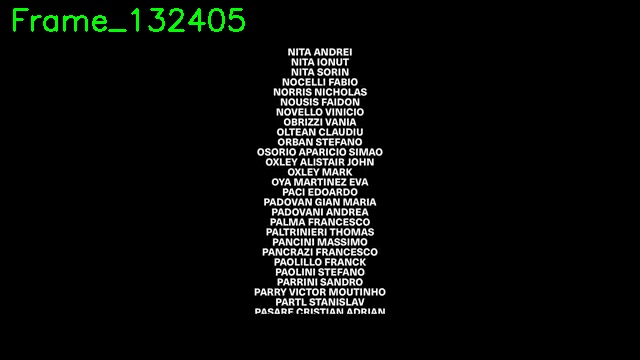 Frame_132405
NITA ANDREI
NITA IONUT
NITA SORIN
NOCELLI FABIO
NORRIS NICHOLAS
NOUSIS FAIDON
NOVELLO VINICIO
OBRIZZI VANIA
OLTEAN CLAUDIU
ORBAN STEFANO
OSORIO APARICIO SIMAO
OXLEY ALISTAIR JOHN
OXLEY MARK
OYA MARTINEZ EVA
PACI EDOARDO
PADOVAN GIAN MARIA
PADOVANI ANDREA
PALMA FRANCESCO
PALTRINIERI THOMAS
PANCINI MASSIMO
PANCRAZI FRANCESCO
PAOLILLO FRANCK
PAOLINI STEFANO
PARRINI SANDRO
PARRY VICTOR MOUTINHO
PARTL STANISLAV
PASARE CRISTIAN ADRIAN